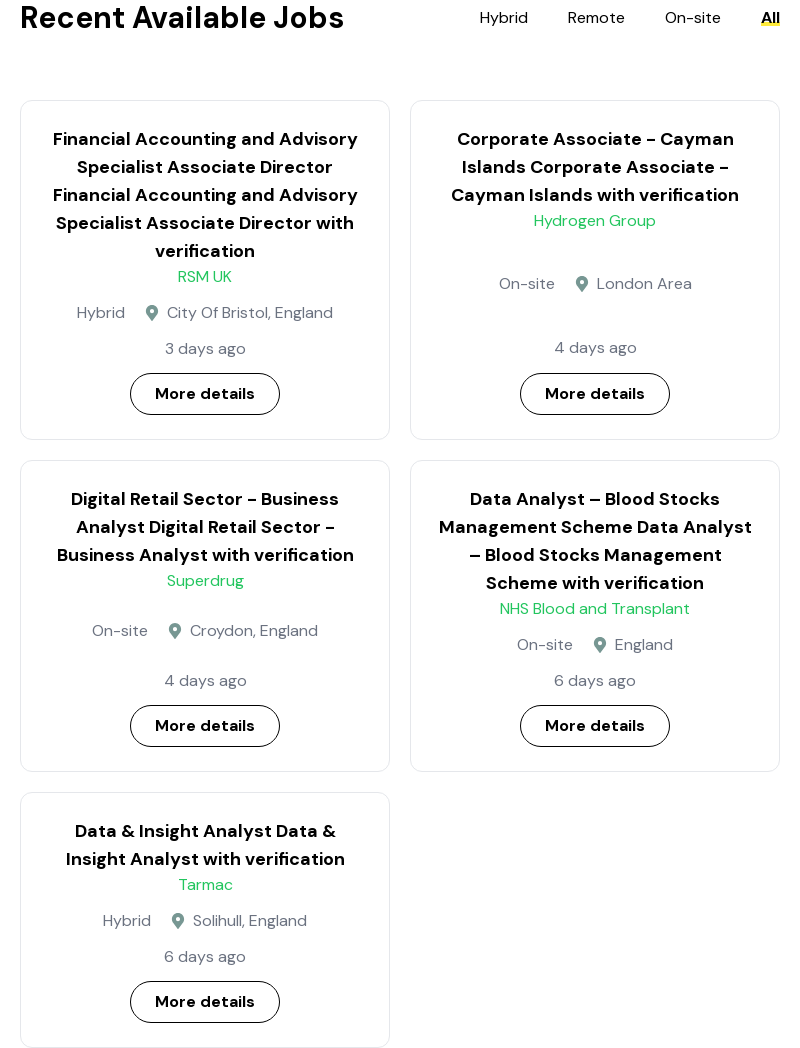 Recent Available Jobs
Hybrid Remote On-site All
Financial Accounting and Advisory
Specialist Associate Director
Financial Accounting and Advisory
Specialist Associate Director with
verification
RSM UK
Hybrid City Of Bristol, England
3 days ago
More details
Corporate Associate - Cayman
Islands Corporate Associate -
Cayman Islands with verification
Hydrogen Group
On-site London Area
4 days ago
More details
Digital Retail Sector - Business
Analyst Digital Retail Sector -
Business Analyst with verification
Superdrug
On-site Croydon, England
4 days ago
More details
Data Analyst – Blood Stocks
Management Scheme Data Analyst
– Blood Stocks Management
Scheme with verification
NHS Blood and Transplant
On-site England
6 days ago
More details
Data & Insight Analyst Data &
Insight Analyst with verification
Tarmac
Hybrid Solihull, England
6 days ago
More details